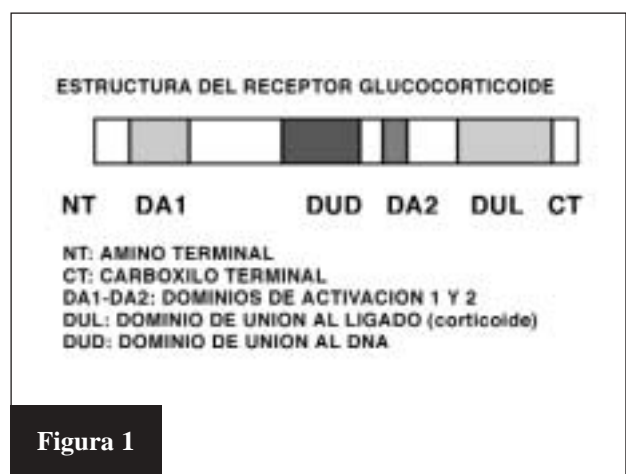 ESTRUCTURA DEL RECEPTOR GLUCOCORTICOIDE
NT DA1 DUD DA2 DUL CT
NT: AMINO TERMINAL
CT: CARBOXILO TERMINAL
DA1-DA2: DOMINIOS DE ACTIVACION 1 Y 2
DUL: DOMINIO DE UNION AL LIGADO (corticoide)
DUD: DOMINIO DE UNION AL DNA
Figura 1